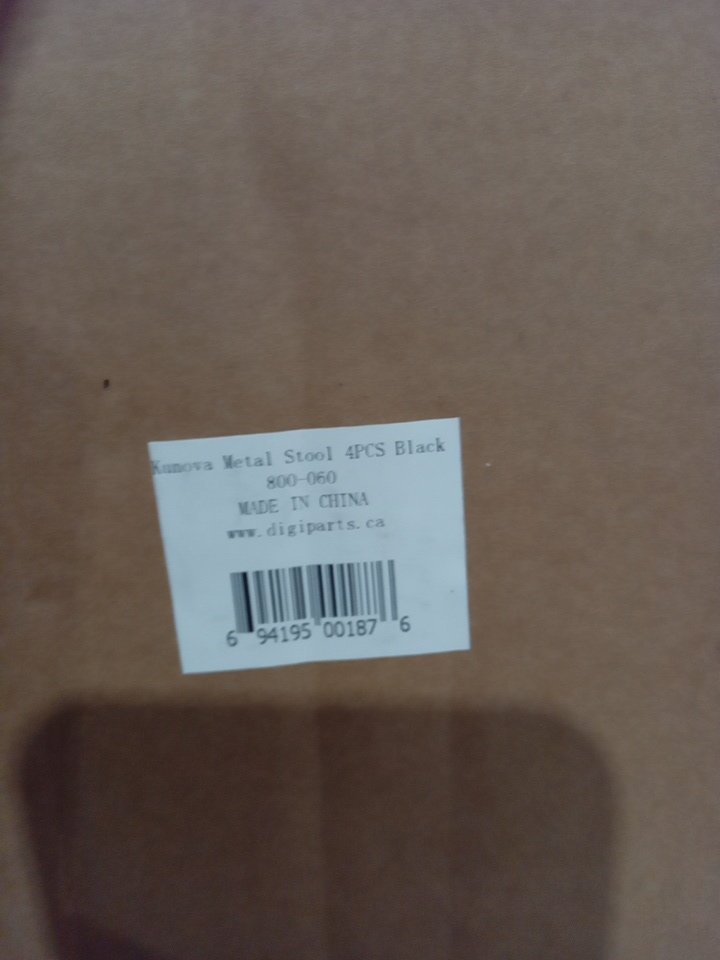 Kunova Metal Stool 4PCS Black
800-060
MADE IN CHINA
www.digiparts.ca
6 94195 00187 6